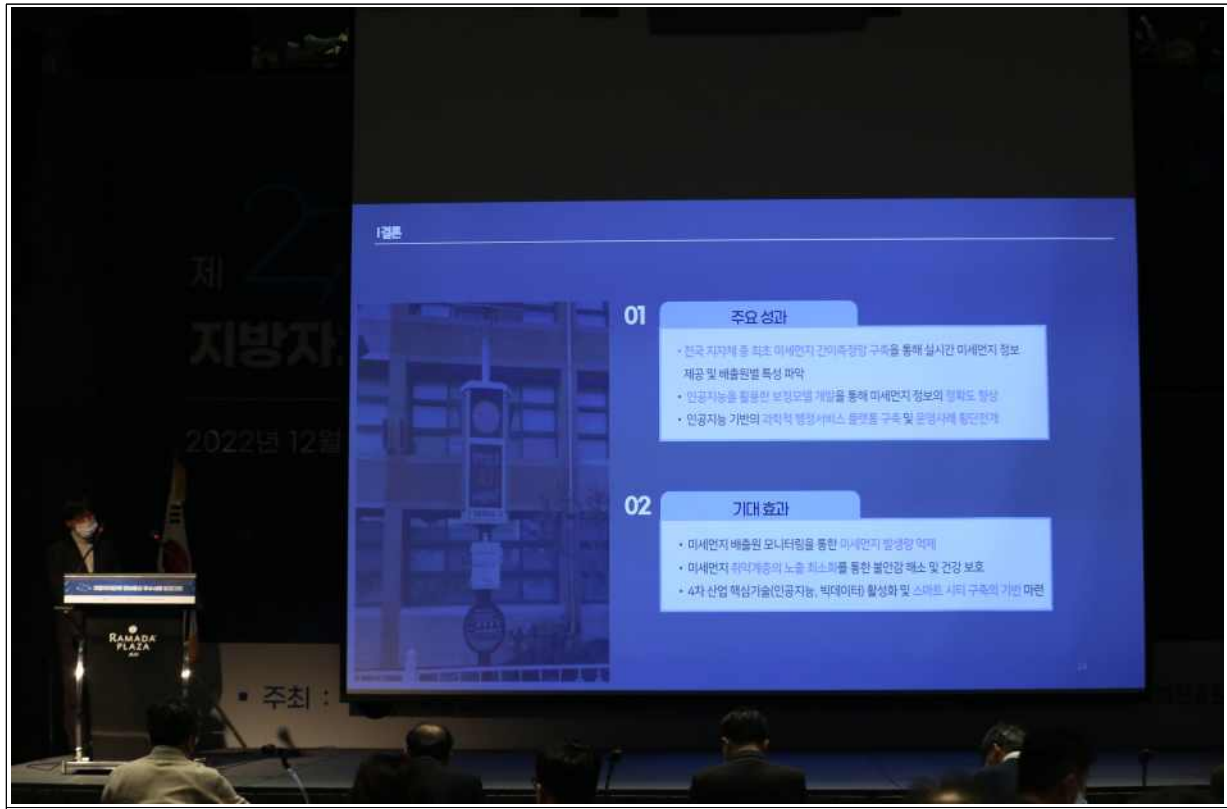 제
지방자
2022년 12월
I 결론
01
주요 성과
• 전국 지자체 중 최초 미세먼지 간이측정망 구축을 통해 실시간 미세먼지 정보
제공 및 배출원별 특성 파악
• 인공지능을 활용한 보정모델 개발을 통해 미세먼지 정보의 정확도 향상
• 인공지능 기반의 과학적 행정서비스 플랫폼 구축 및 운영사례 횡단전개
02
기대 효과
• 미세먼지 배출원 모니터링을 통한 미세먼지 발생량 억제
• 미세먼지 취약계층의 노출 최소화를 통한 불안감 해소 및 건강 보호
• 4차 산업 핵심기술(인공지능, 빅데이터) 활성화 및 스마트 시티 구축의 기반 마련
RAMADA
PLAZA
▪ 주최 :